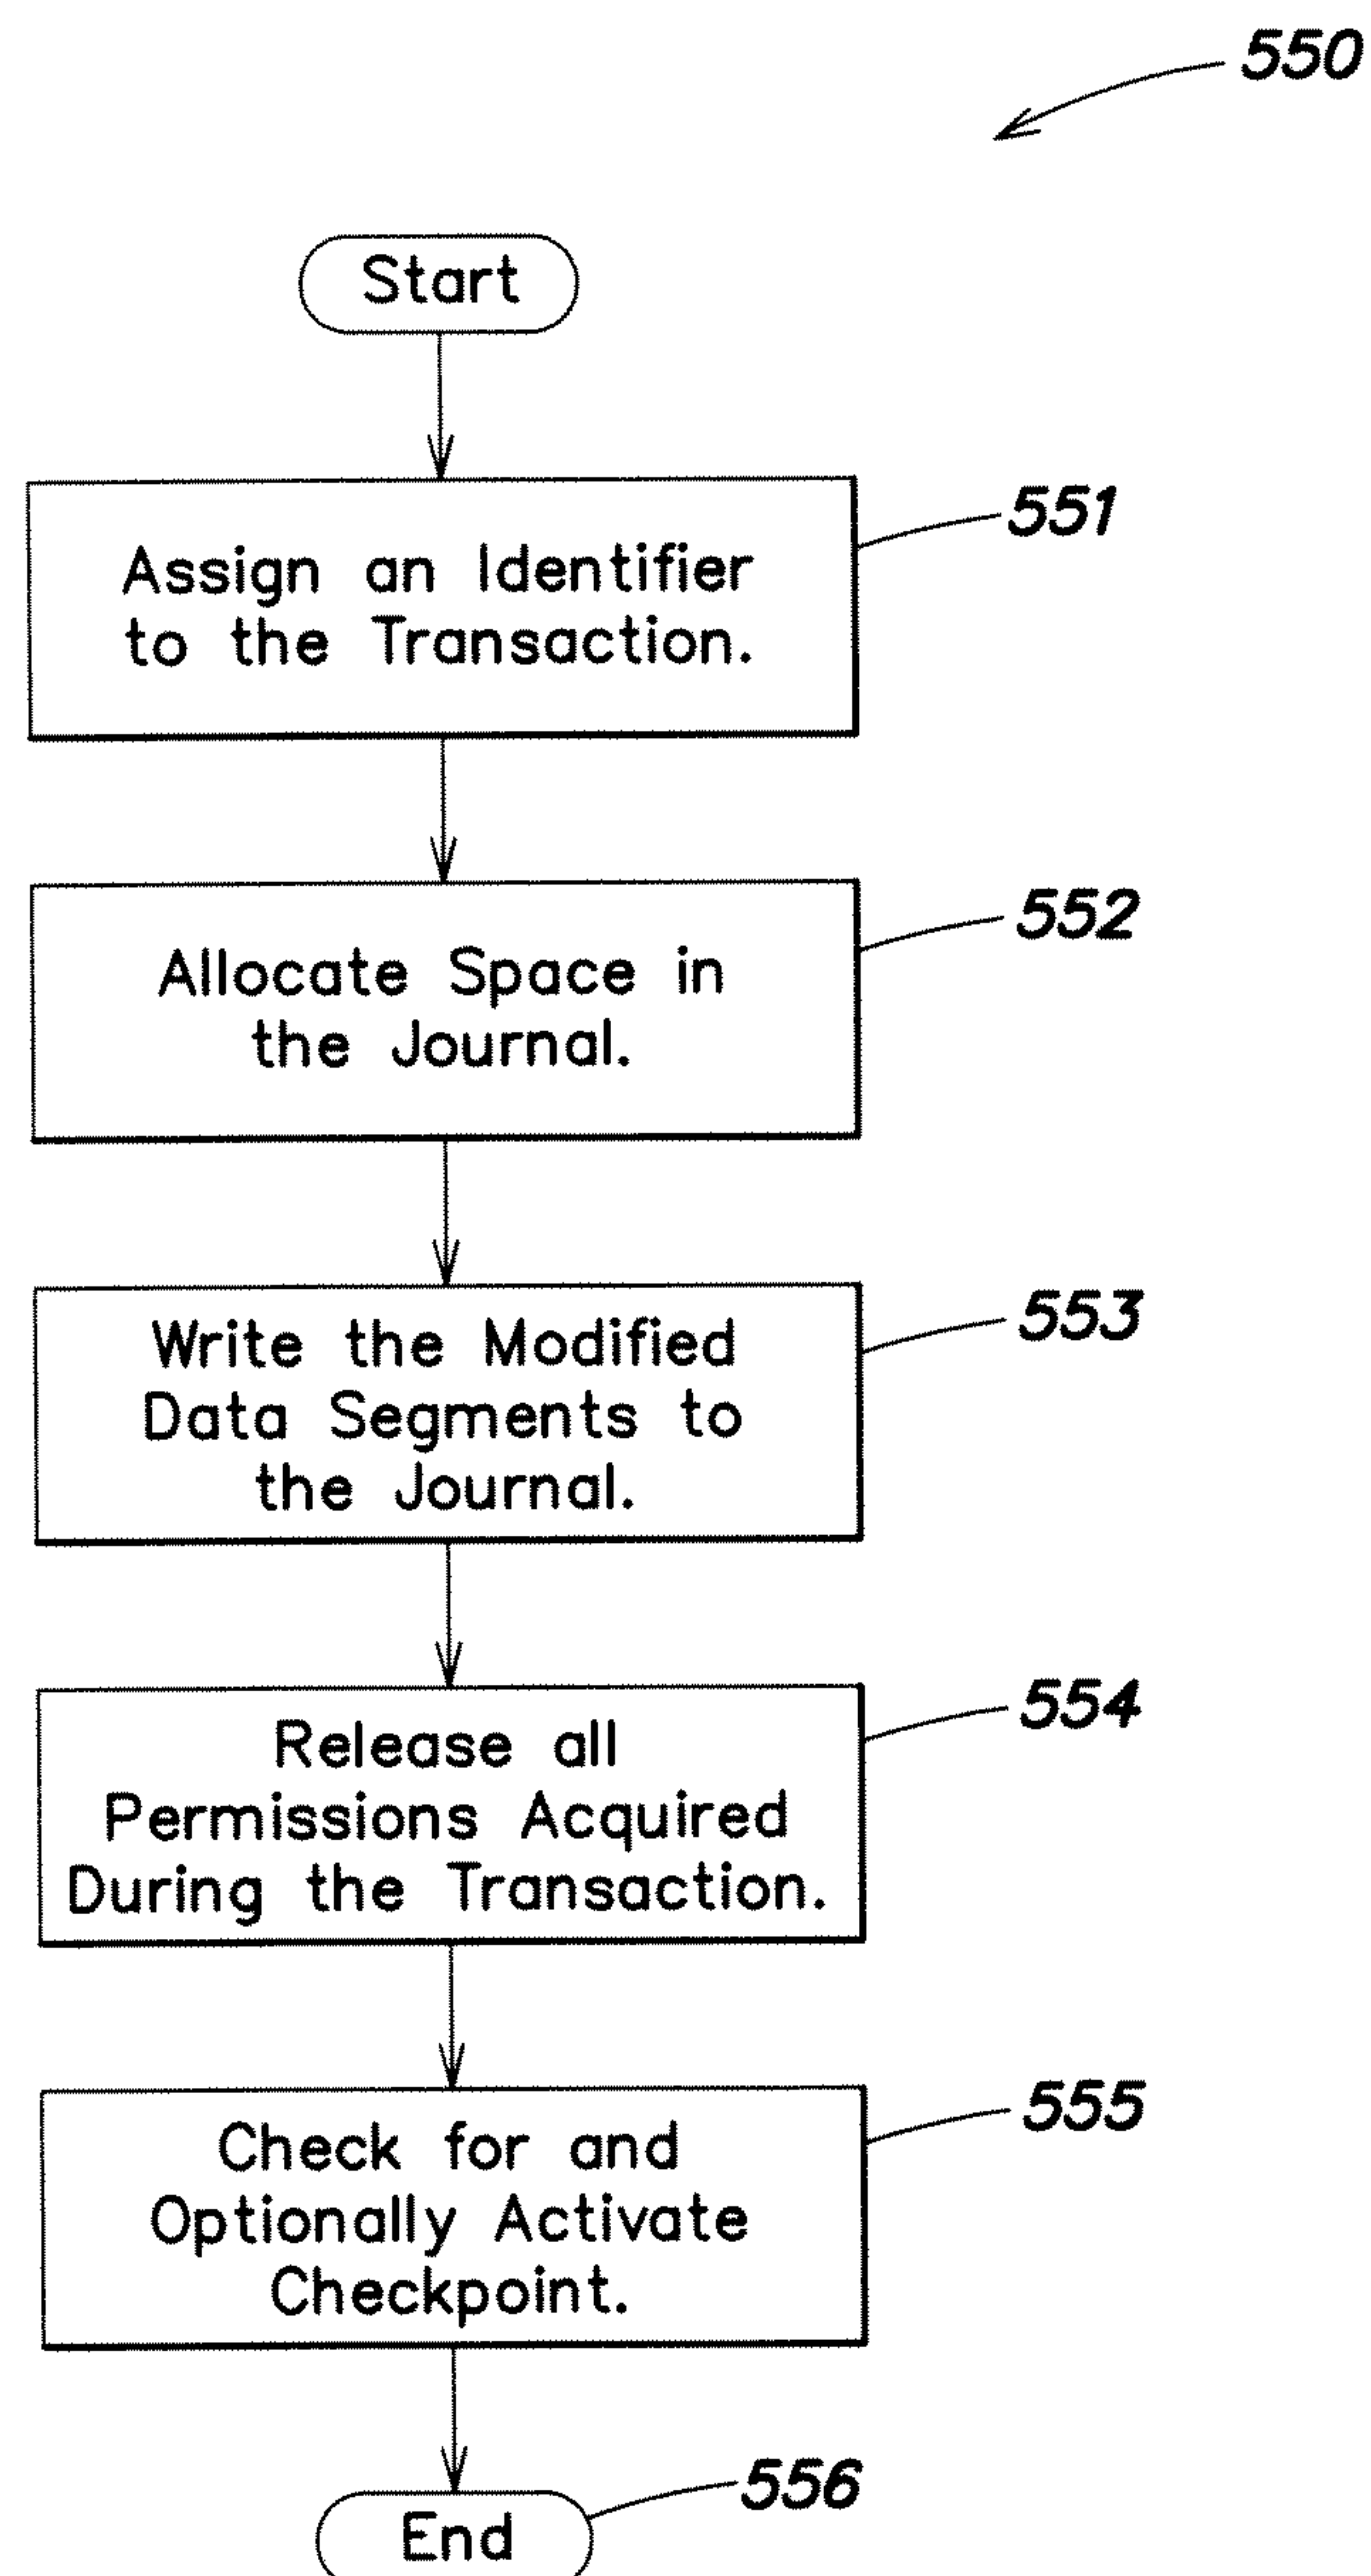 550
Start
551
Assign an Identifier
to the Transaction.
552
Allocate Space in
the Journal.
553
Write the Modified
Data Segments to
the Journal.
554
Release all
Permissions Acquired
During the Transaction.
555
Check for and
Optionally Activate
Checkpoint.
556
End